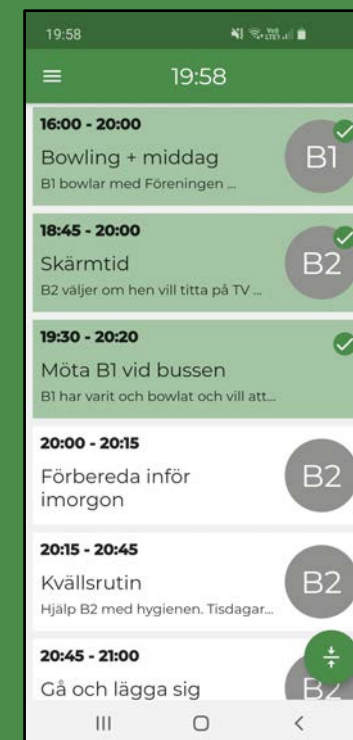 19:58
19:58
16:00 - 20:00
Bowling + middag
B1 bowlar med Föreningen ...
B1
18:45 - 20:00
Skärmtid
B2 väljer om hen vill titta på TV ...
B2
19:30 - 20:20
Möta B1 vid bussen
B1 har varit och bowlat och vill att...
20:00 - 20:15
Förbereda inför
imorgon
B2
20:15 - 20:45
Kvällsrutin
Hjälp B2 med hygienen. Tisdagar...
B2
20:45 - 21:00
Gå och lägga sig
B2